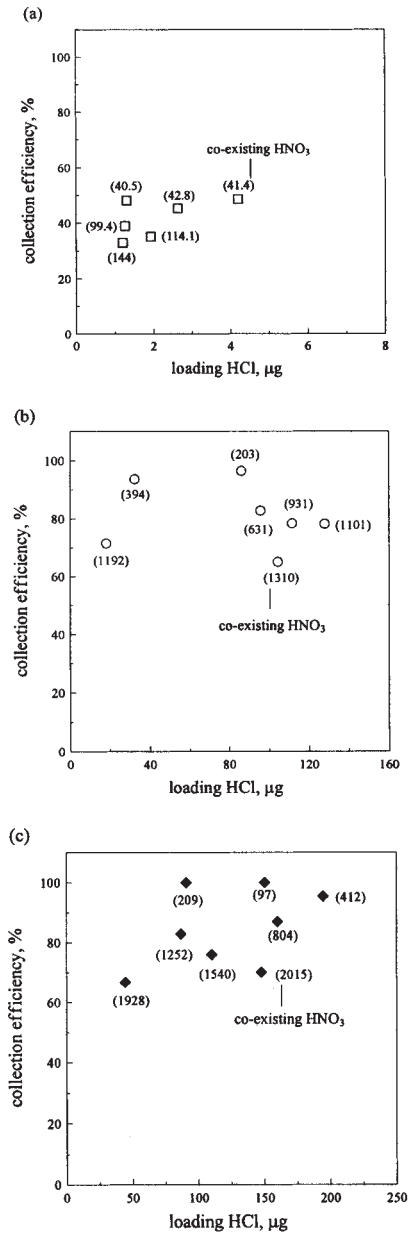 (a)
100
80
60
40
20
0
collection efficiency, %
co-existing HNO₃
(40.5)
(42.8)
(41.4)
(99.4)
(114.1)
(144)
0 2 4 6 8
loading HCl, μg
(b)
100
80
60
40
20
0
collection efficiency, %
(203)
(394)
(931)
(631)
(1101)
(1192)
(1310)
co-existing HNO₃
0 40 80 120 160
loading HCl, μg
(c)
100
80
60
40
20
0
collection efficiency, %
(209)
(97)
(412)
(804)
(1252)
(1540)
(2015)
(1928)
co-existing HNO₃
0 50 100 150 200 250
loading HCl, μg